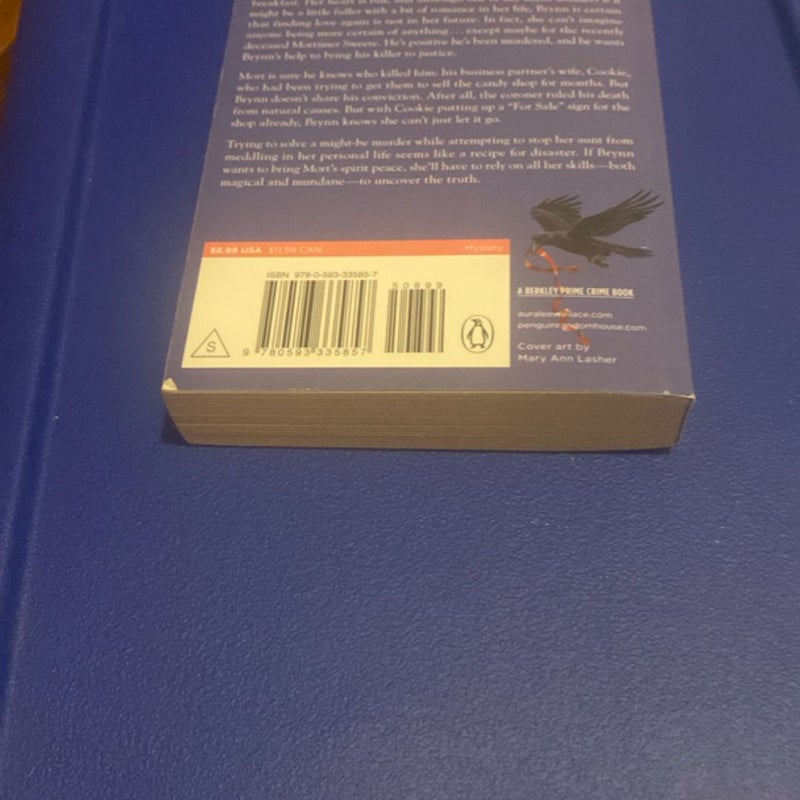 breakfast. Her heart is full, and
might be a little fuller with a bit of romance in her life, Brynn is certain
that finding love again is not in her future. In fact, she can't imagine
anyone being more certain of anything... except maybe for the recently
deceased Mortimer Sweete. He's positive he's been murdered, and he wants
Brynn's help to bring his killer to justice.
Mort is sure he knows who killed him: his business partner's wife, Cookie,
who had been trying to get them to sell the candy shop for months. But
Brynn doesn't share his conviction. After all, the coroner ruled his death
from natural causes. But with Cookie putting up a "For Sale" sign for the
shop already, Brynn knows she can't just let it go.
Trying to solve a might-be murder while attempting to stop her aunt from
meddling in her personal life seems like a recipe for disaster. If Brynn
wants to bring Mort's spirit peace, she'll have to rely on all her skills—both
magical and mundane—to uncover the truth.
$8.99 USA $11.99 CAN Mystery
ISBN 978-0-593-33585-7
50899
S
9 780593 335857
A BERKLEY PRIME CRIME BOOK
auraleewallace.com
penguinrandomhouse.com
Cover art by
Mary Ann Lasher